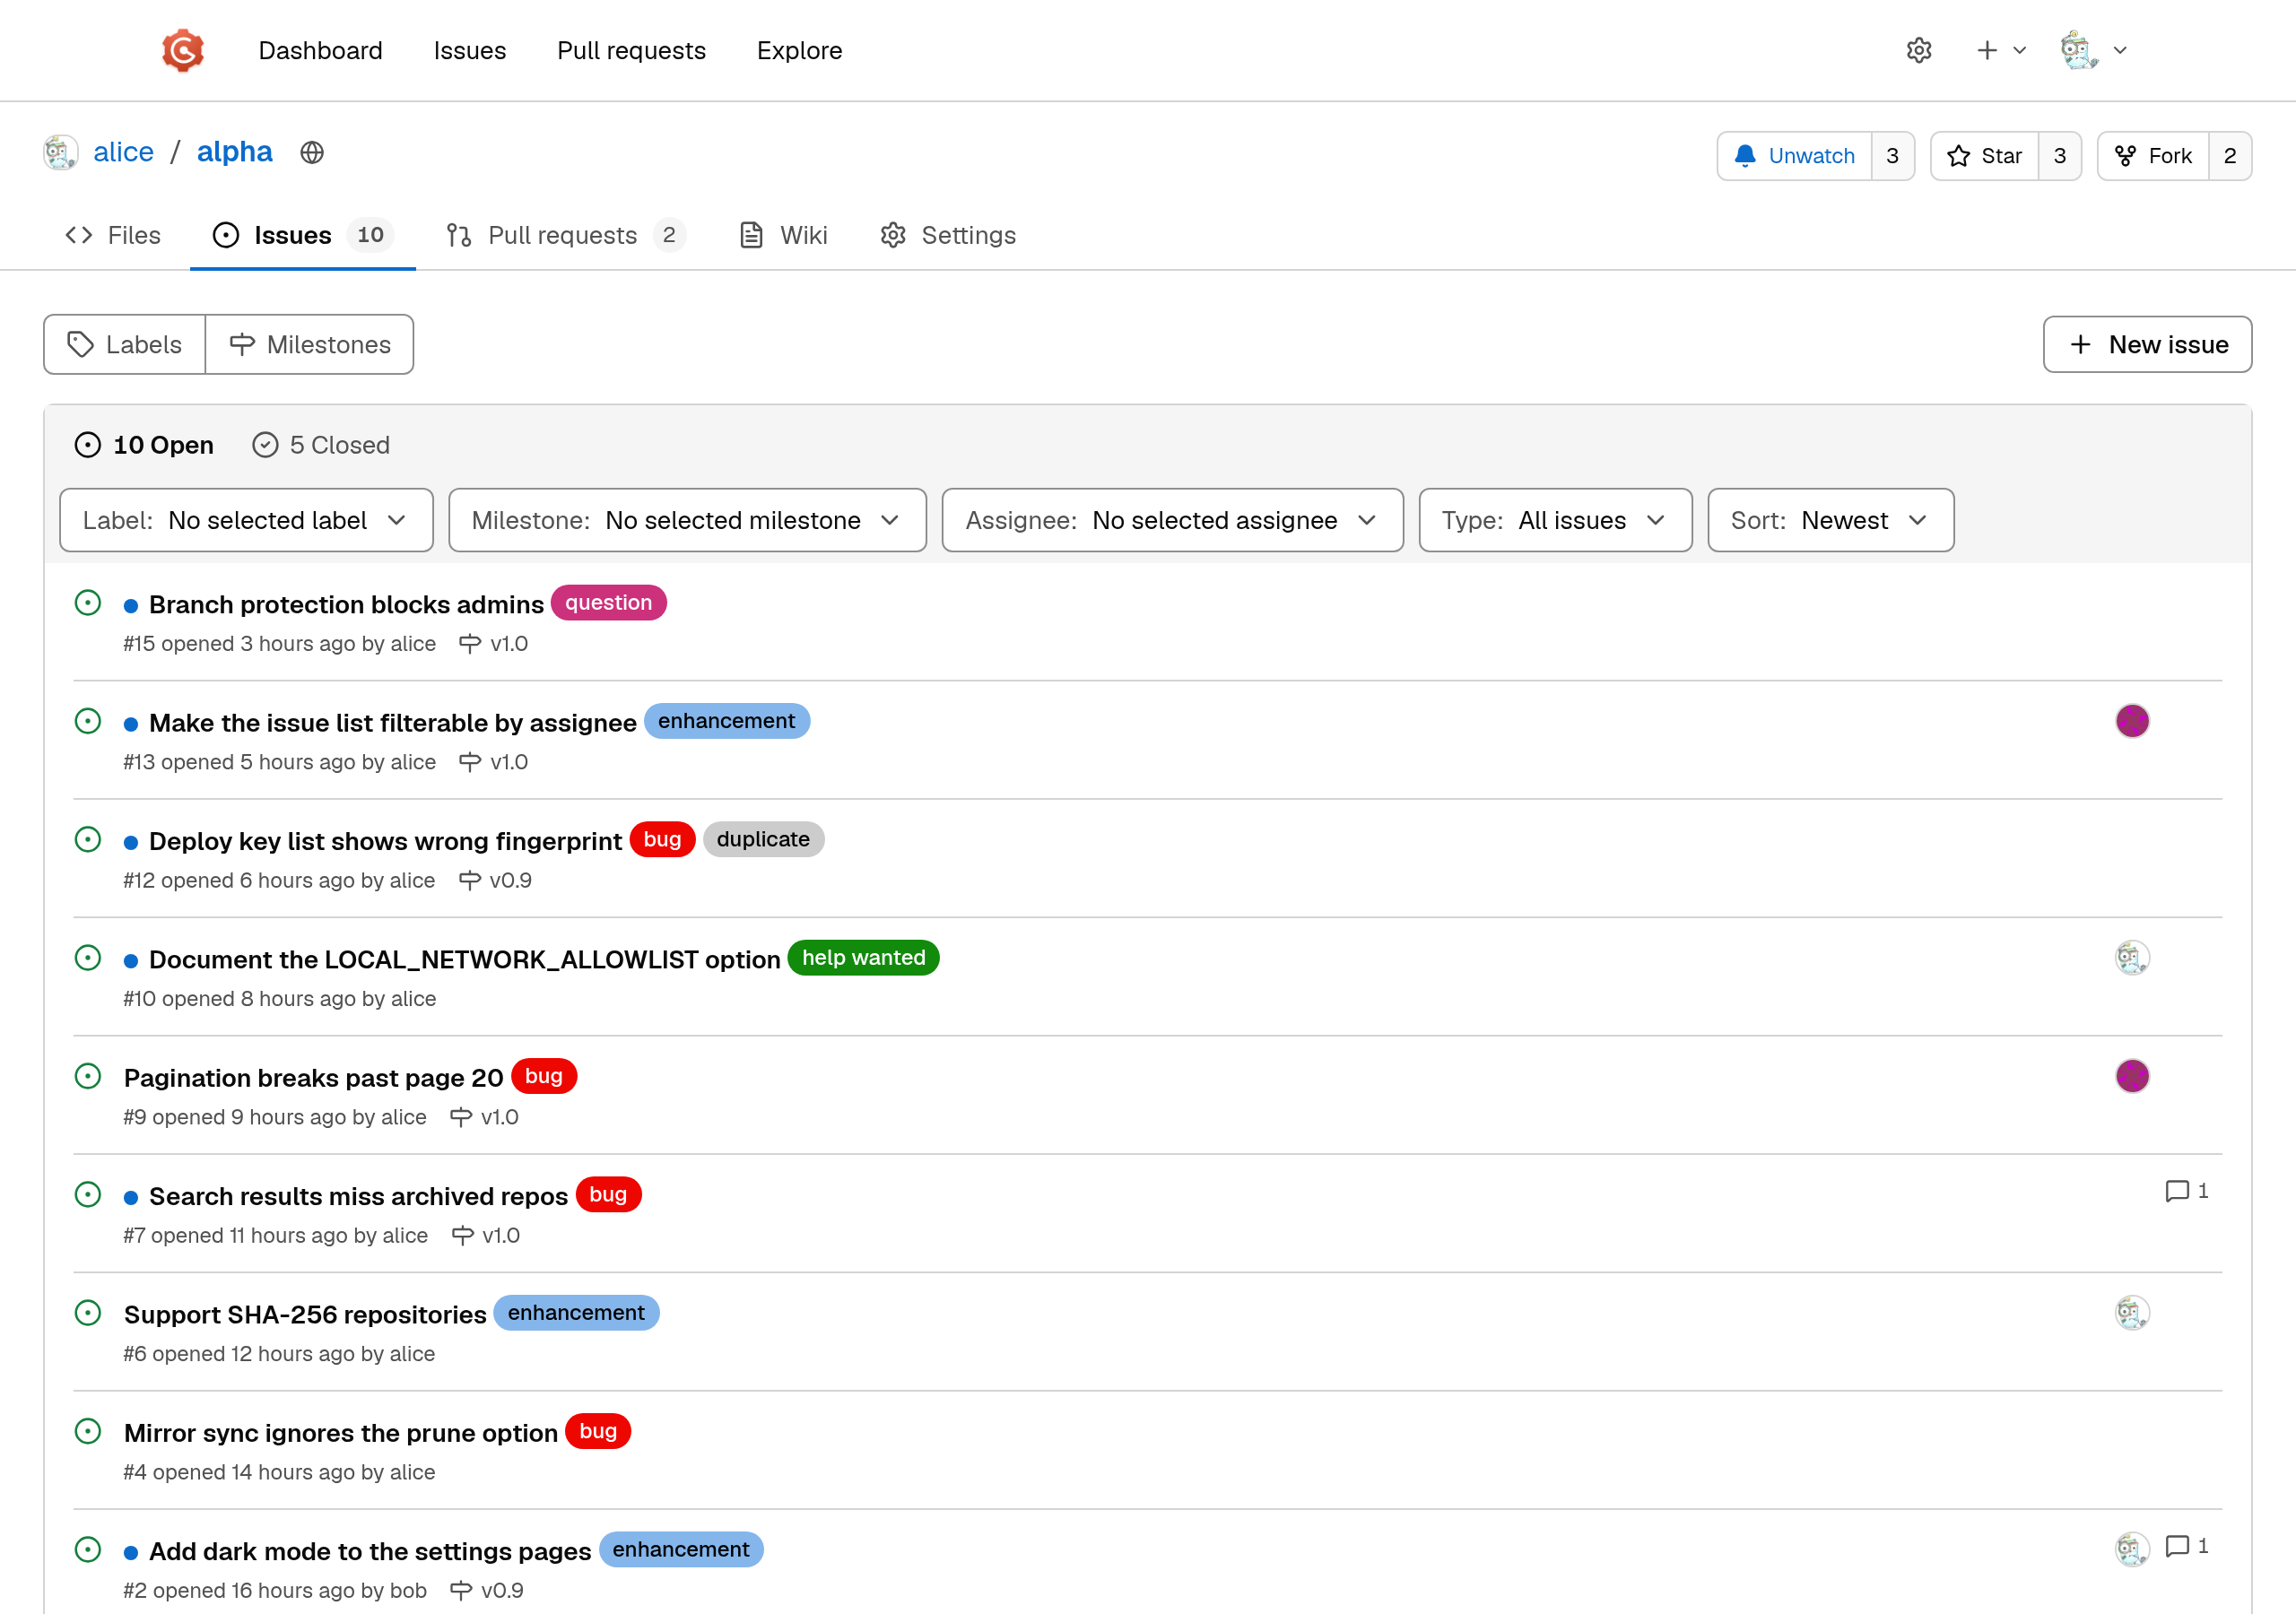 Dashboard Issues Pull requests Explore
alice / alpha
Unwatch 3 Star 3 Fork 2
Files Issues 10 Pull requests 2 Wiki Settings
Labels Milestones New issue
10 Open 5 Closed
Label: No selected label Milestone: No selected milestone Assignee: No selected assignee Type: All issues Sort: Newest
Branch protection blocks admins question
#15 opened 3 hours ago by alice v1.0
Make the issue list filterable by assignee enhancement
#13 opened 5 hours ago by alice v1.0
Deploy key list shows wrong fingerprint bug duplicate
#12 opened 6 hours ago by alice v0.9
Document the LOCAL_NETWORK_ALLOWLIST option help wanted
#10 opened 8 hours ago by alice
Pagination breaks past page 20 bug
#9 opened 9 hours ago by alice v1.0
Search results miss archived repos bug 1
#7 opened 11 hours ago by alice v1.0
Support SHA-256 repositories enhancement
#6 opened 12 hours ago by alice
Mirror sync ignores the prune option bug
#4 opened 14 hours ago by alice
Add dark mode to the settings pages enhancement 1
#2 opened 16 hours ago by bob v0.9